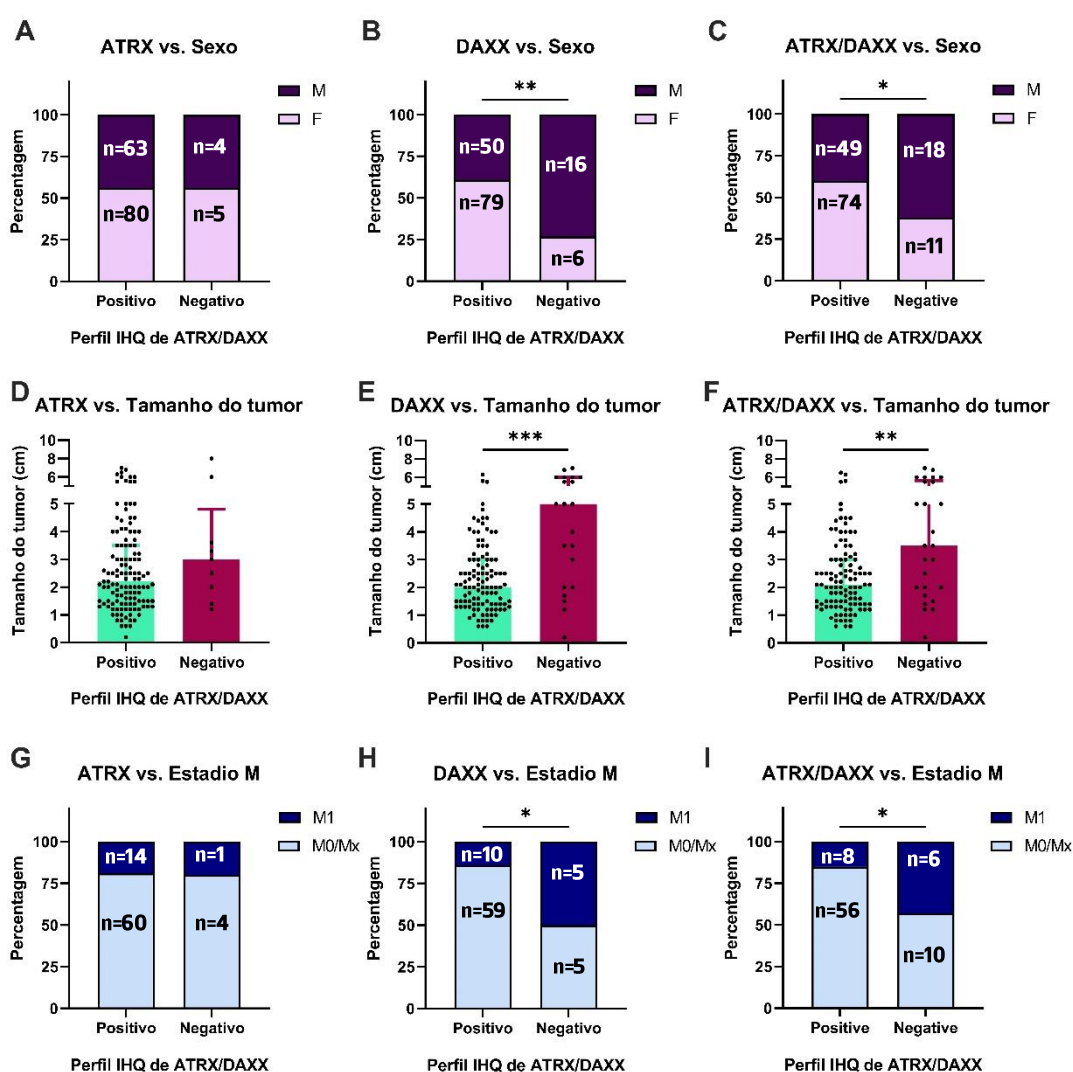 A
ATRX vs. Sexo
M
F
Percentagem
100
75
50
25
0
n=63
n=4
n=80
n=5
Positivo
Negativo
Perfil IHQ de ATRX/DAXX
B
DAXX vs. Sexo
**
M
F
Percentagem
100
75
50
25
0
n=50
n=16
n=79
n=6
Positivo
Negativo
Perfil IHQ de ATRX/DAXX
C
ATRX/DAXX vs. Sexo
*
M
F
Percentagem
100
75
50
25
0
n=49
n=18
n=74
n=11
Positive
Negative
Perfil IHQ de ATRX/DAXX
D
ATRX vs. Tamanho do tumor
Tamanho do tumor (cm)
10
8
6
5
4
3
2
1
0
Positivo
Negativo
Perfil IHQ de ATRX/DAXX
E
DAXX vs. Tamanho do tumor
***
Tamanho do tumor (cm)
10
8
6
5
4
3
2
1
0
Positivo
Negativo
Perfil IHQ de ATRX/DAXX
F
ATRX/DAXX vs. Tamanho do tumor
**
Tamanho do tumor (cm)
10
8
6
5
4
3
2
1
0
Positivo
Negativo
Perfil IHQ de ATRX/DAXX
G
ATRX vs. Estadio M
M1
M0/Mx
Percentagem
100
75
50
25
0
n=14
n=1
n=60
n=4
Positivo
Negativo
Perfil IHQ de ATRX/DAXX
H
DAXX vs. Estadio M
*
M1
M0/Mx
Percentagem
100
75
50
25
0
n=10
n=5
n=59
n=5
Positivo
Negativo
Perfil IHQ de ATRX/DAXX
I
ATRX/DAXX vs. Estadio M
*
M1
M0/Mx
Percentagem
100
75
50
25
0
n=8
n=6
n=56
n=10
Positive
Negative
Perfil IHQ de ATRX/DAXX